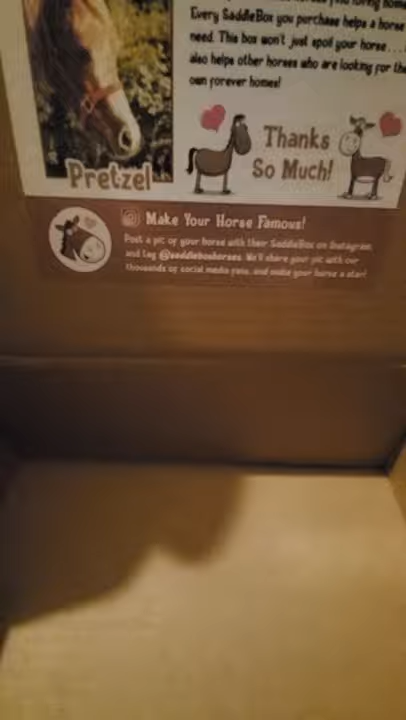 Every SaddleBox you purchase helps a horse
need. This box won't just spoil your horse....
also helps other horses who are looking for the
own forever homes!
Thanks
So Much!
Pretzel
Make Your Horse Famous!
Post a pic of your horse with their SaddleBox on Instagram
and tag @saddleboxhorses. We'll share your pic with our
thousands of social media fans, and make your horse a star!